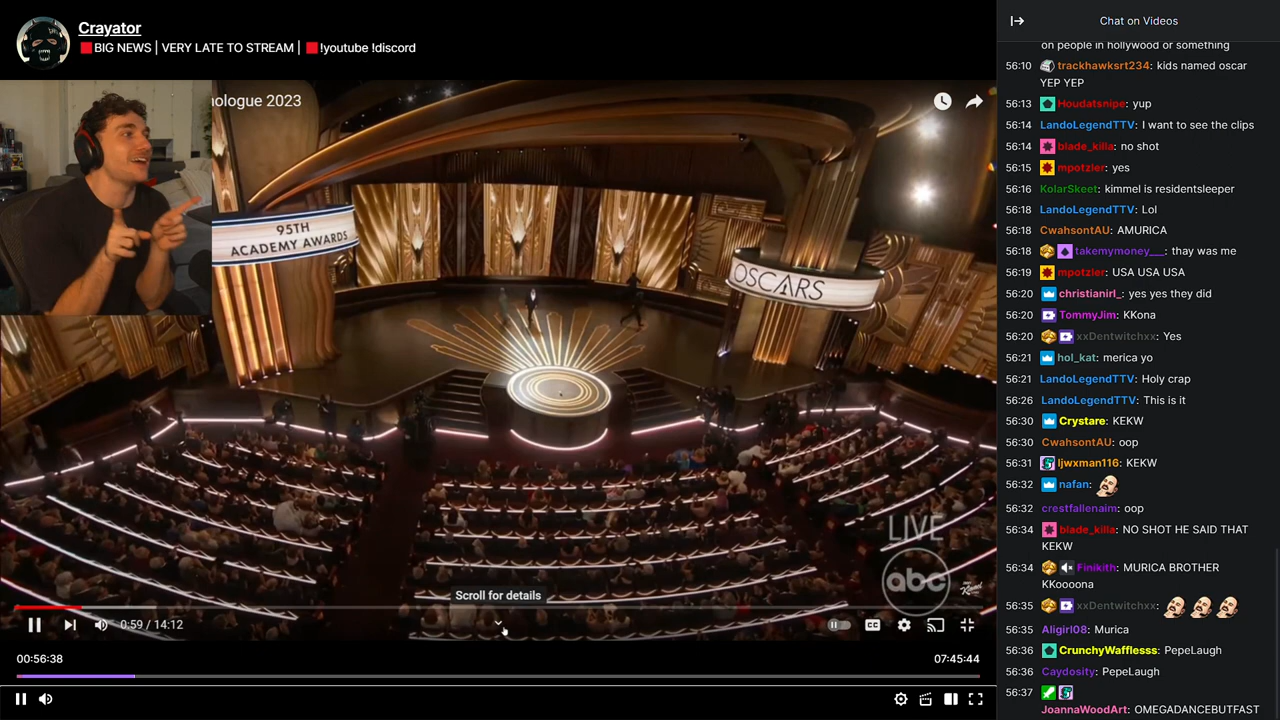 Crayator
BIG NEWS | VERY LATE TO STREAM | !youtube !discord
nologue 2023
95TH
ACADEMY AWARDS
OSCARS
LIVE
abc
Scroll for details
0:59 / 14:12
CC
00:56:38
07:45:44
Chat on Videos
on people in hollywood or something
56:10 trackhawksrt234: kids named oscar
YEP YEP
56:13 Houdatsnipe: yup
56:14 LandoLegendTTV: I want to see the clips
56:14 blade_killa: no shot
56:15 mpotzler: yes
56:16 KolarSkeet: kimmel is residentsleeper
56:18 LandoLegendTTV: Lol
56:18 CwahsontAU: AMURICA
56:18 takemymoney___: thay was me
56:19 mpotzler: USA USA USA
56:20 christianirl_: yes yes they did
56:20 TommyJim: KKona
56:20 xxDentwitchxx: Yes
56:21 hol_kat: merica yo
56:21 LandoLegendTTV: Holy crap
56:26 LandoLegendTTV: This is it
56:30 Crystare: KEKW
56:30 CwahsontAU: oop
56:31 ljwxman116: KEKW
56:32 nafan:
56:32 crestfallenaim: oop
56:34 blade_killa: NO SHOT HE SAID THAT
KEKW
56:34 Finikith: MURICA BROTHER
KKoooona
56:35 xxDentwitchxx:
56:35 Aligirl08: Murica
56:36 CrunchyWafflesss: PepeLaugh
56:36 Caydosity: PepeLaugh
56:37
JoannaWoodArt: OMEGADANCEBUTFAST